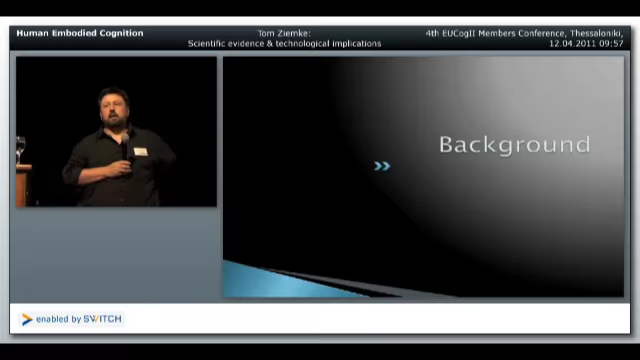 Human Embodied Cognition
Tom Ziemke:
Scientific evidence & technological implications
4th EUCogII Members Conference, Thessaloniki,
12.04.2011 09:57
Background
enabled by SWITCH